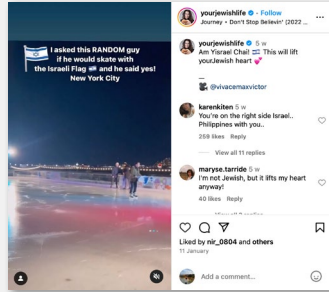 I asked this RANDOM guy
if he would skate with
the Israeli Flag 🇮🇱 and he said yes!
New York City
yourjewishlife • Follow
Journey • Don't Stop Believin' (2022 ...
yourjewishlife 5 w
Am Yisrael Chai! 🇮🇱 This will lift
yourJewish heart 💕
—
📽 @vivacemaxvictor
karenkiten 5 w
You're on the right side Israel..
Philippines with you..
259 likes Reply
View all 11 replies
maryse.tarride 5 w
I'm not Jewish, but it lifts my heart
anyway!
40 likes Reply
Liked by nir_0804 and others
11 January
Add a comment...